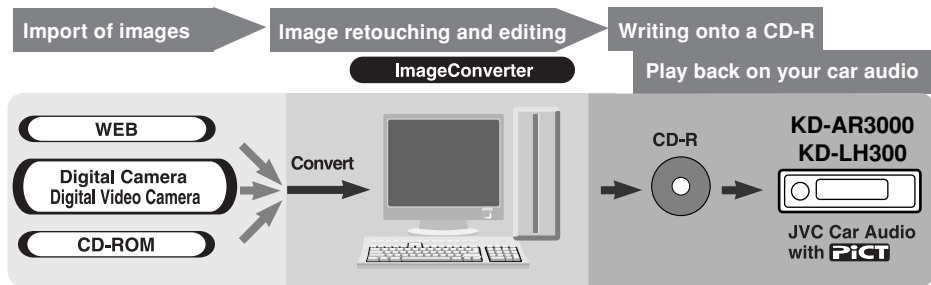 Import of images
Image retouching and editing
Writing onto a CD-R
ImageConverter
Play back on your car audio
WEB
Digital Camera
Digital Video Camera
CD-ROM
Convert
CD-R
KD-AR3000
KD-LH300
JVC Car Audio
with PiCT